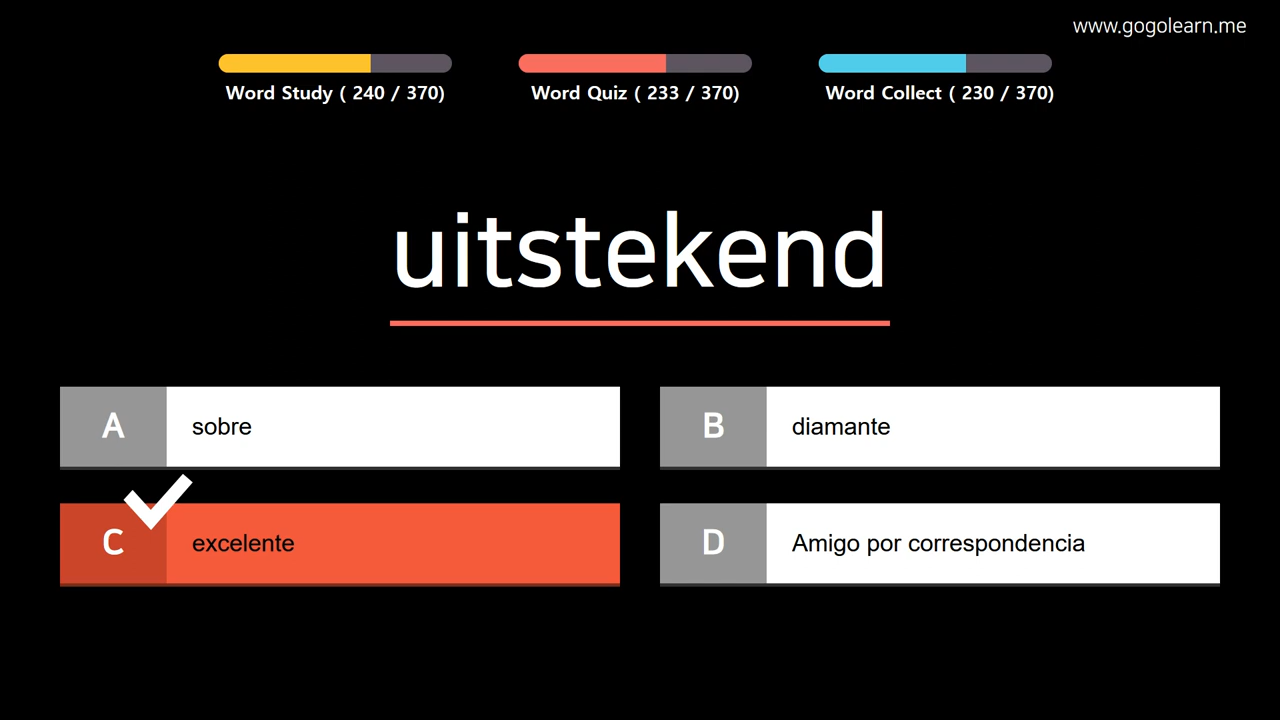 www.gogolearn.me
Word Study ( 240 / 370)
Word Quiz ( 233 / 370)
Word Collect ( 230 / 370)
uitstekend
A
sobre
B
diamante
C
excelente
D
Amigo por correspondencia